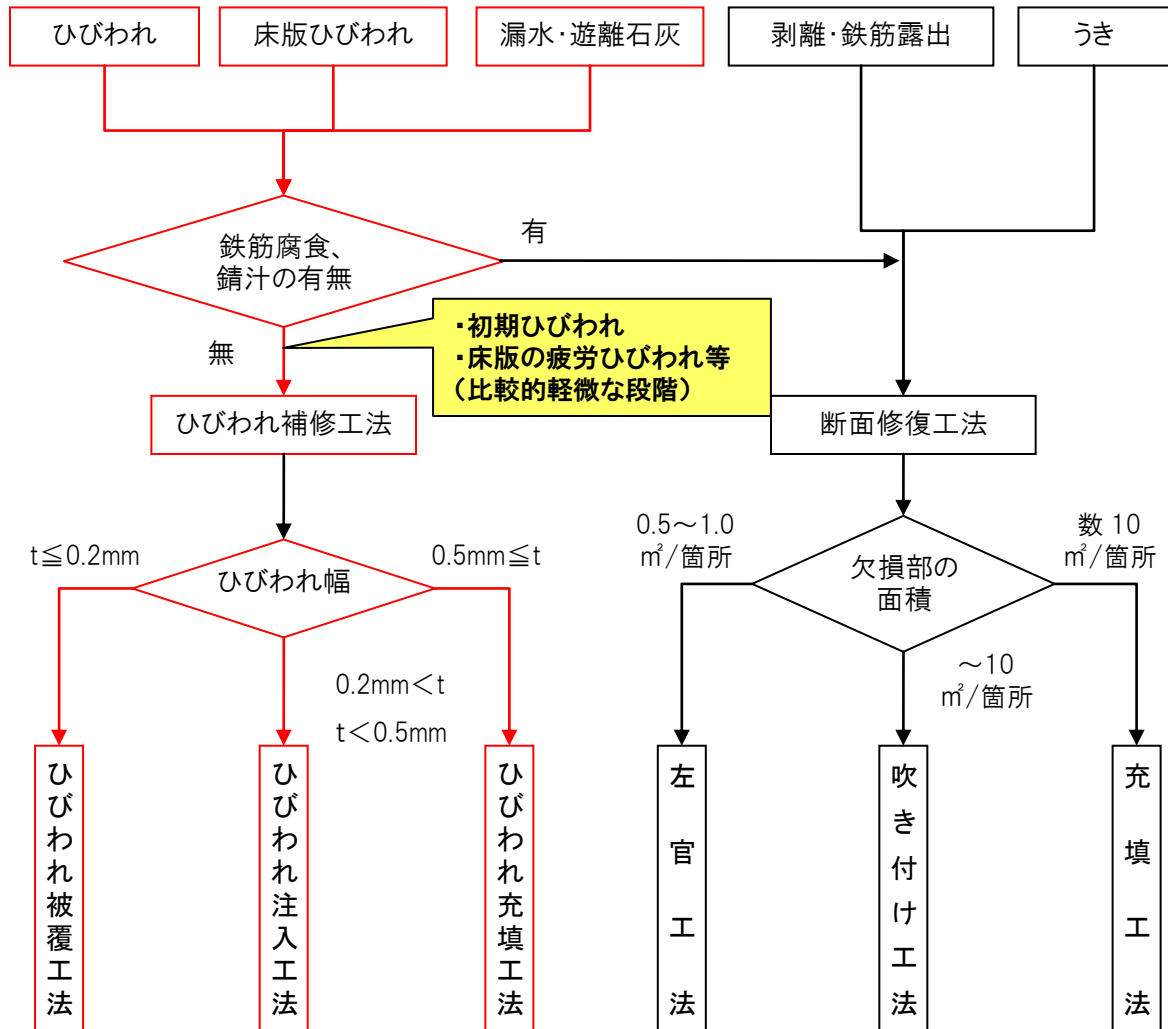 ひびわれ
床版ひびわれ
漏水・遊離石灰
剥離・鉄筋露出
うき
鉄筋腐食、
錆汁の有無
有
無
・初期ひびわれ
・床版の疲労ひびわれ等
（比較的軽微な段階）
ひびわれ補修工法
断面修復工法
t≦0.2mm
ひびわれ幅
0.5mm≦t
0.2mm＜t
t＜0.5mm
0.5～1.0
㎡/箇所
欠損部の
面積
数 10
㎡/箇所
～10
㎡/箇所
ひびわれ被覆工法
ひびわれ注入工法
ひびわれ充填工法
左官工法
吹き付け工法
充填工法